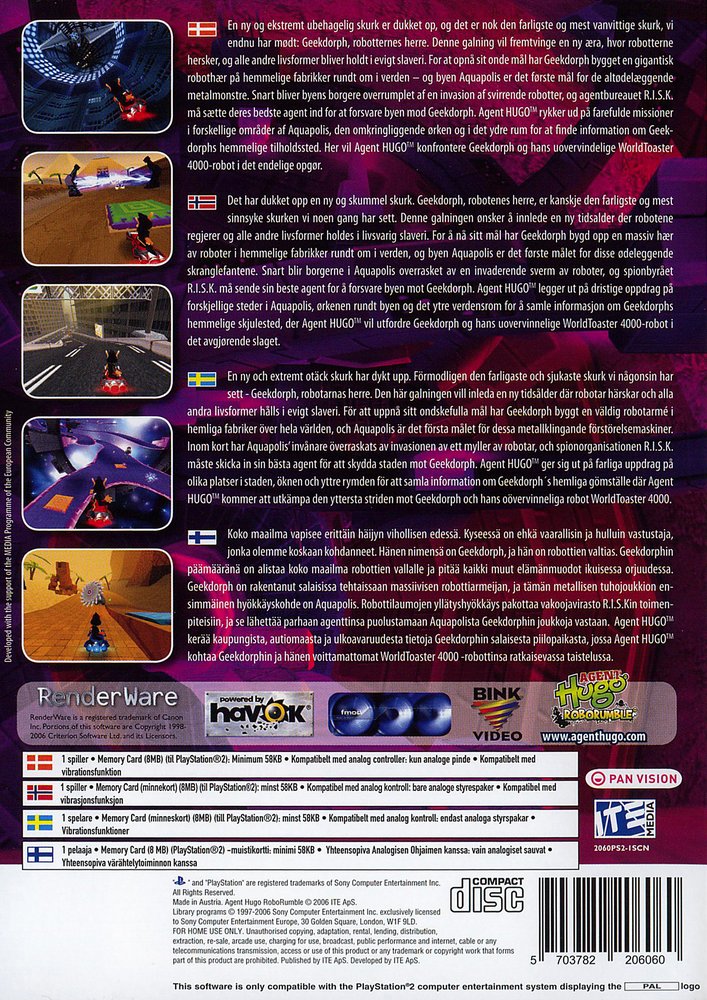 En ny og ekstremt ubehagelig skurk er dukket op, og det er nok den farligste og mest vanvittige skurk, vi
endnu har mødt: Geekdorph, robotternes herre. Denne galning vil fremtvinge en ny æra, hvor robotterne
hersker, og alle andre livsformer bliver holdt i evigt slaveri. For at opnå sit onde mål har Geekdorph bygget en gigantisk
robothær på hemmelige fabrikker rundt om i verden – og byen Aquapolis er det første mål for de altødelæggende
metalmonstre. Snart bliver byens borgere overrumplet af en invasion af svirrende robotter, og agentbureauet R.I.S.K.
må sætte deres bedste agent ind for at forsvare byen mod Geekdorph. Agent HUGO™ rykker ud på farefulde missioner
i forskellige områder af Aquapolis, den omkringliggende ørken og i det ydre rum for at finde information om Geek-
dorphs hemmelige tilholdssted. Her vil Agent HUGO™ konfrontere Geekdorph og hans uovervindelige WorldToaster
4000-robot i det endelige opgør.
Det har dukket opp en ny og skummel skurk. Geekdorph, robotenes herre, er kanskje den farligste og mest
sinnsyke skurken vi noen gang har sett. Denne galningen ønsker å innlede en ny tidsalder der robotene
regjerer og alle andre livsformer holdes i livsvarig slaveri. For å nå sitt mål har Geekdorph bygd opp en massiv hær
av roboter i hemmelige fabrikker rundt om i verden, og byen Aquapolis er det første målet for disse ødeleggende
skranglefantene. Snart blir borgerne i Aquapolis overrasket av en invaderende sverm av roboter, og spionbyrået
R.I.S.K. må sende sin beste agent for å forsvare byen mot Geekdorph. Agent HUGO™ legger ut på dristige oppdrag på
forskjellige steder i Aquapolis, ørkenen rundt byen og det ytre verdensrom for å samle informasjon om Geekdorphs
hemmelige skjulested, der Agent HUGO™ vil utfordre Geekdorph og hans uovervinnelige WorldToaster 4000-robot i
det avgjørende slaget.
En ny och extremt otäck skurk har dykt upp. Förmodligen den farligaste och sjukaste skurk vi någonsin har
sett - Geekdorph, robotarnas herre. Den här galningen vill inleda en ny tidsålder där robotar härskar och alla
andra livsformer hålls i evigt slaveri. För att uppnå sitt ondskefulla mål har Geekdorph byggt en väldig robotarmé i
hemliga fabriker över hela världen, och Aquapolis är det första målet för dessa metallklingande förstörelsemaskiner.
Inom kort har Aquapolis' invånare överraskats av invasionen av ett myller av robotar, och spionorganisationen R.I.S.K.
måste skicka in sin bästa agent för att skydda staden mot Geekdorph. Agent HUGO™ ger sig ut på farliga uppdrag på
olika platser i staden, öknen och yttre rymden för att samla information om Geekdorph´s hemliga gömställe där Agent
HUGO™ kommer att utkämpa den yttersta striden mot Geekdorph och hans oövervinneliga robot WorldToaster 4000.
Koko maailma vapisee erittäin häijyn vihollisen edessä. Kyseessä on ehkä vaarallisin ja hulluin vastustaja,
jonka olemme koskaan kohdanneet. Hänen nimensä on Geekdorph, ja hän on robottien valtias. Geekdorphin
päämääränä on alistaa koko maailma robottien vallalle ja pitää kaikki muut elämänmuodot ikuisessa orjuudessa.
Geekdorph on rakentanut salaisissa tehtaissaan massiivisen robottiarmeijan, ja tämän metallisen tuhojoukkion en-
simmäinen hyökkäyskohde on Aquapolis. Robottilaumojen yllätyshyökkäys pakottaa vakoojavirasto R.I.S.Kin toimen-
piteisiin, ja se lähettää parhaan agenttinsa puolustamaan Aquapolista Geekdorphin joukkoja vastaan. Agent HUGO™
kerää kaupungista, autiomaasta ja ulkoavaruudesta tietoja Geekdorphin salaisesta piilopaikasta, jossa Agent HUGO™
kohtaa Geekdorphin ja hänen voittamattomat WorldToaster 4000 -robottinsa ratkaisevassa taistelussa.
Developed with the support of the MEDIA Programme of the European Community
RenderWare
RenderWare is a registered trademark of Canon
Inc. Portions of this software are Copyright 1998-
2006 Criterion Software Ltd. and its Licensors.
powered by
havok
fmod
BINK
VIDEO
AGENT
Hugo
ROBORUMBLE
www.agenthugo.com
1 spiller • Memory Card (8MB) (til PlayStation®2): Minimum 58KB • Kompatibelt med analog controller: kun analoge pinde • Kompatibelt med
vibrationsfunktion
1 spiller • Memory Card (minnekort) (8MB) (til PlayStation®2): minst 58KB • Kompatibel med analog kontroll: bare analoge styrespaker • Kompatibel med
vibrasjonsfunksjon
1 spelare • Memory Card (minneskort) (8MB) (till PlayStation®2): minst 58KB • Kompatibelt med analog kontroll: endast analoga styrspakar •
Vibrationsfunktioner
1 pelaaja • Memory Card (8 MB) (PlayStation®2) -muistikortti: minimi 58KB • Yhteensopiva Analogisen Ohjaimen kanssa: vain analogiset sauvat •
Yhteensopiva värähtelytoiminnon kanssa
PAN VISION
ITE
MEDIA
2060PS2-1SCN
" " and "PlayStation" are registered trademarks of Sony Computer Entertainment Inc.
All Rights Reserved.
Made in Austria. Agent Hugo RoboRumble © 2006 ITE ApS.
Library programs © 1997-2006 Sony Computer Entertainment Inc. exclusively licensed
to Sony Computer Entertainment Europe, 30 Golden Square, London, W1F 9LD.
FOR HOME USE ONLY. Unauthorised copying, adaptation, rental, lending, distribution,
extraction, re-sale, arcade use, charging for use, broadcast, public performance and internet, cable or any
telecommunications transmission, access or use of this product or any trademark or copyright work that forms
part of this product are prohibited. Published by ITE ApS. Developed by ITE ApS.
COMPACT
disc
5 703782 206060
This software is only compatible with the PlayStation®2 computer entertainment system displaying the PAL logo